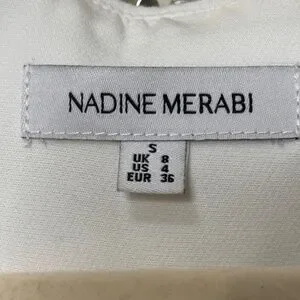 NADINE MERABI
S
UK 8
US 4
EUR 36